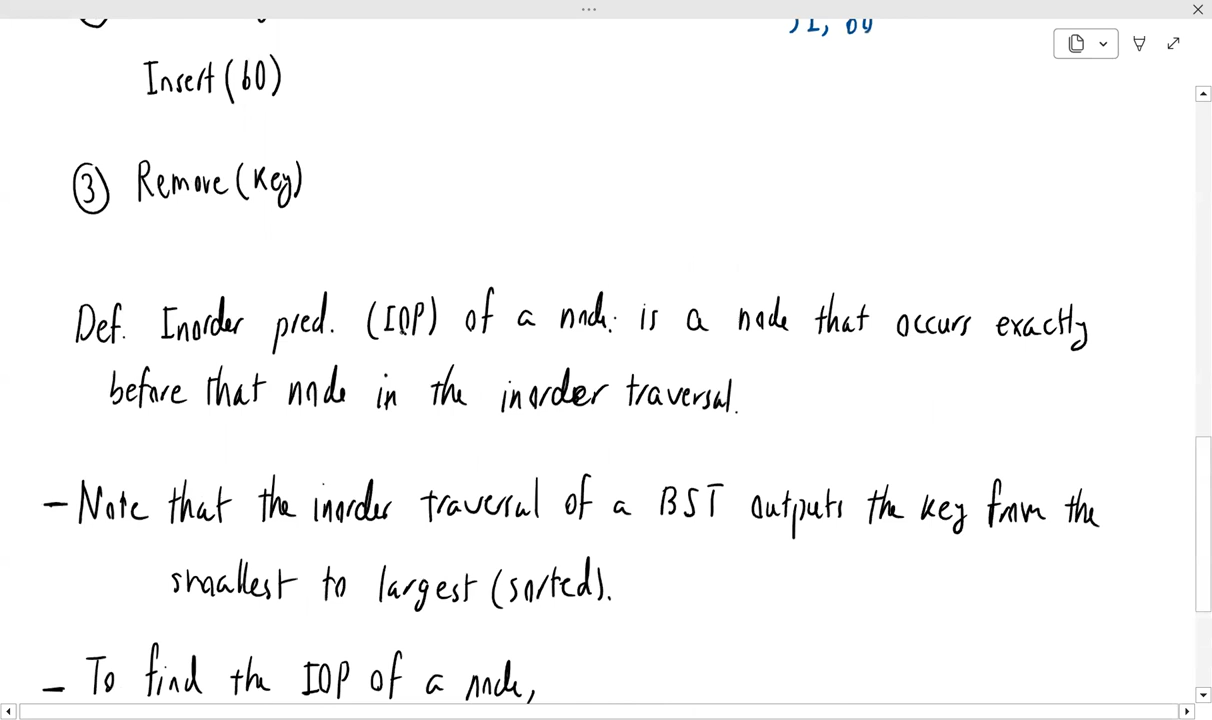 Insert(60)
③ Remove(Key)
Def. Inorder pred. (IOP) of a node: is a node that occurs exactly
before that node in the inorder traversal.
- Note that the inorder traversal of a BST outputs the key from the
smallest to largest (sorted).
- To find the IOP of a node,